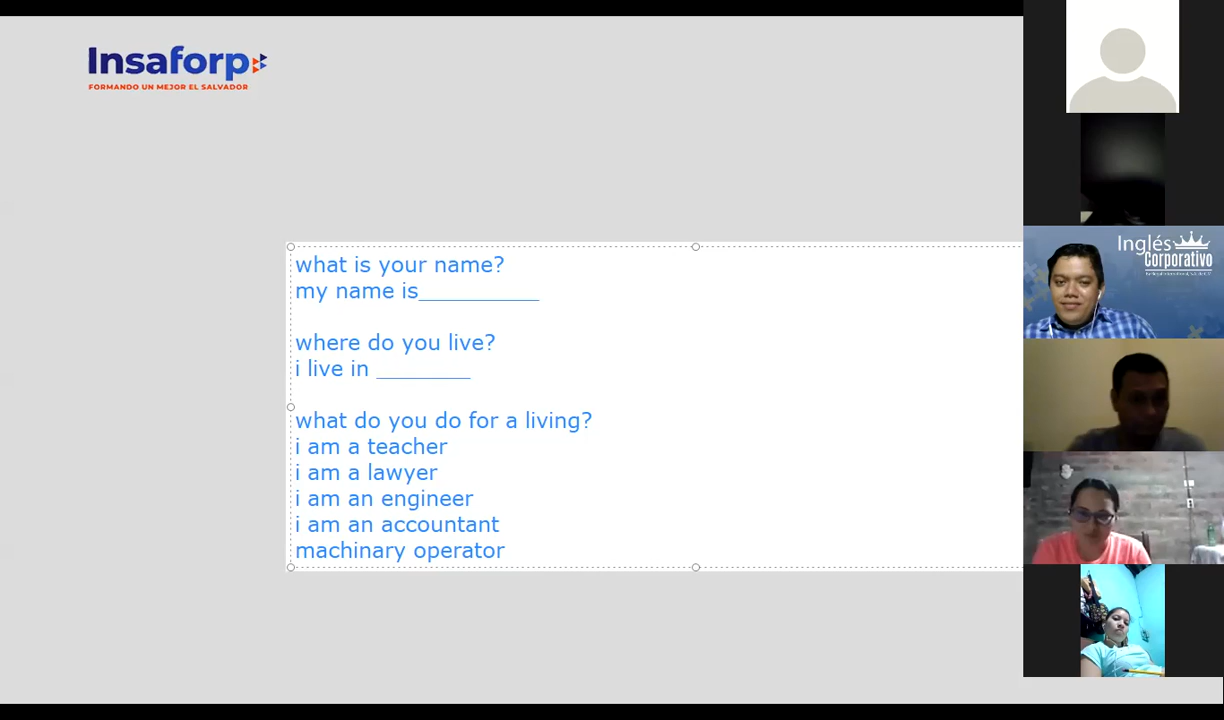 Insaforp
FORMANDO UN MEJOR EL SALVADOR
what is your name?
my name is__________
where do you live?
i live in ________
what do you do for a living?
i am a teacher
i am a lawyer
i am an engineer
i am an accountant
machinary operator
Inglés
Corporativo